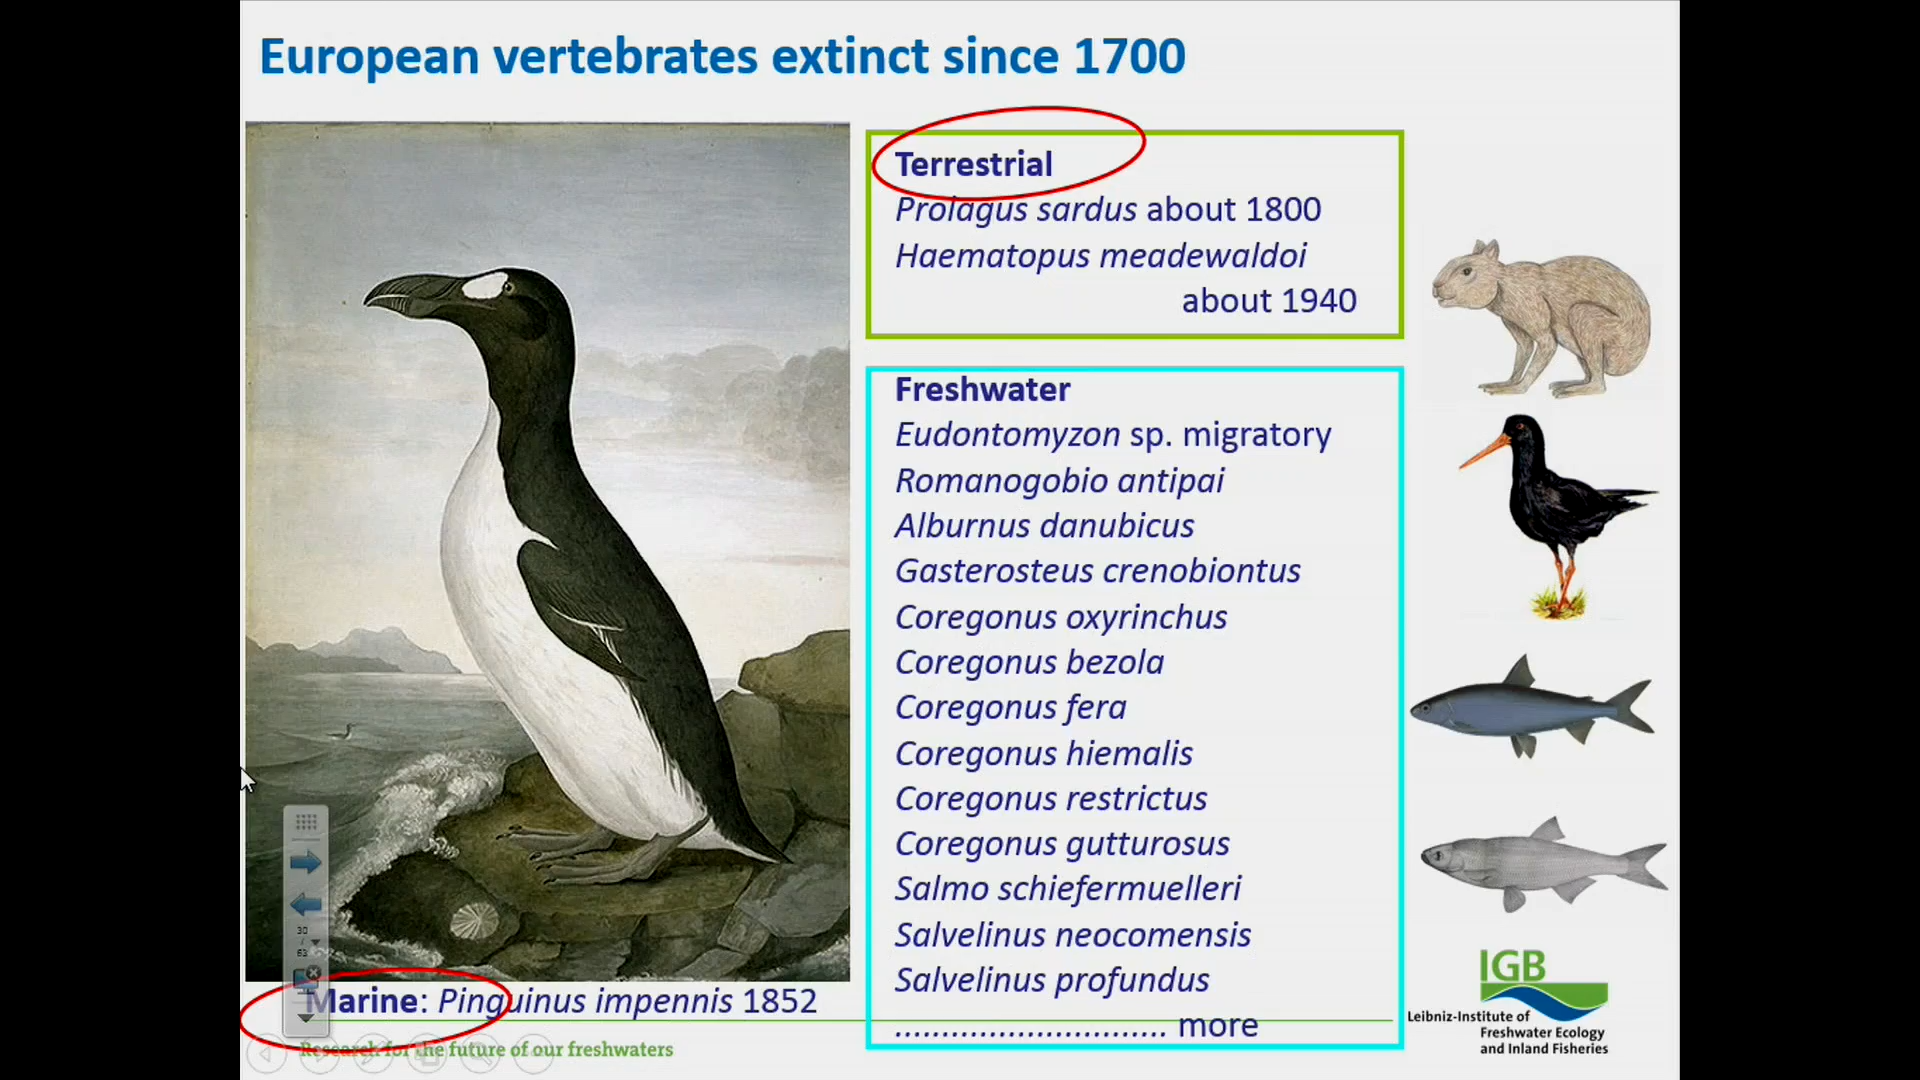 European vertebrates extinct since 1700
Terrestrial
Prolagus sardus about 1800
Haematopus meadewaldoi
about 1940
Freshwater
Eudontomyzon sp. migratory
Romanogobio antipai
Alburnus danubicus
Gasterosteus crenobiontus
Coregonus oxyrinchus
Coregonus bezola
Coregonus fera
Coregonus hiemalis
Coregonus restrictus
Coregonus gutturosus
Salmo schiefermuelleri
Salvelinus neocomensis
Salvelinus profundus
............................. more
Marine: Pinguinus impennis 1852
30
/
63
Research for the future of our freshwaters
IGB
Leibniz-Institute of
Freshwater Ecology
and Inland Fisheries